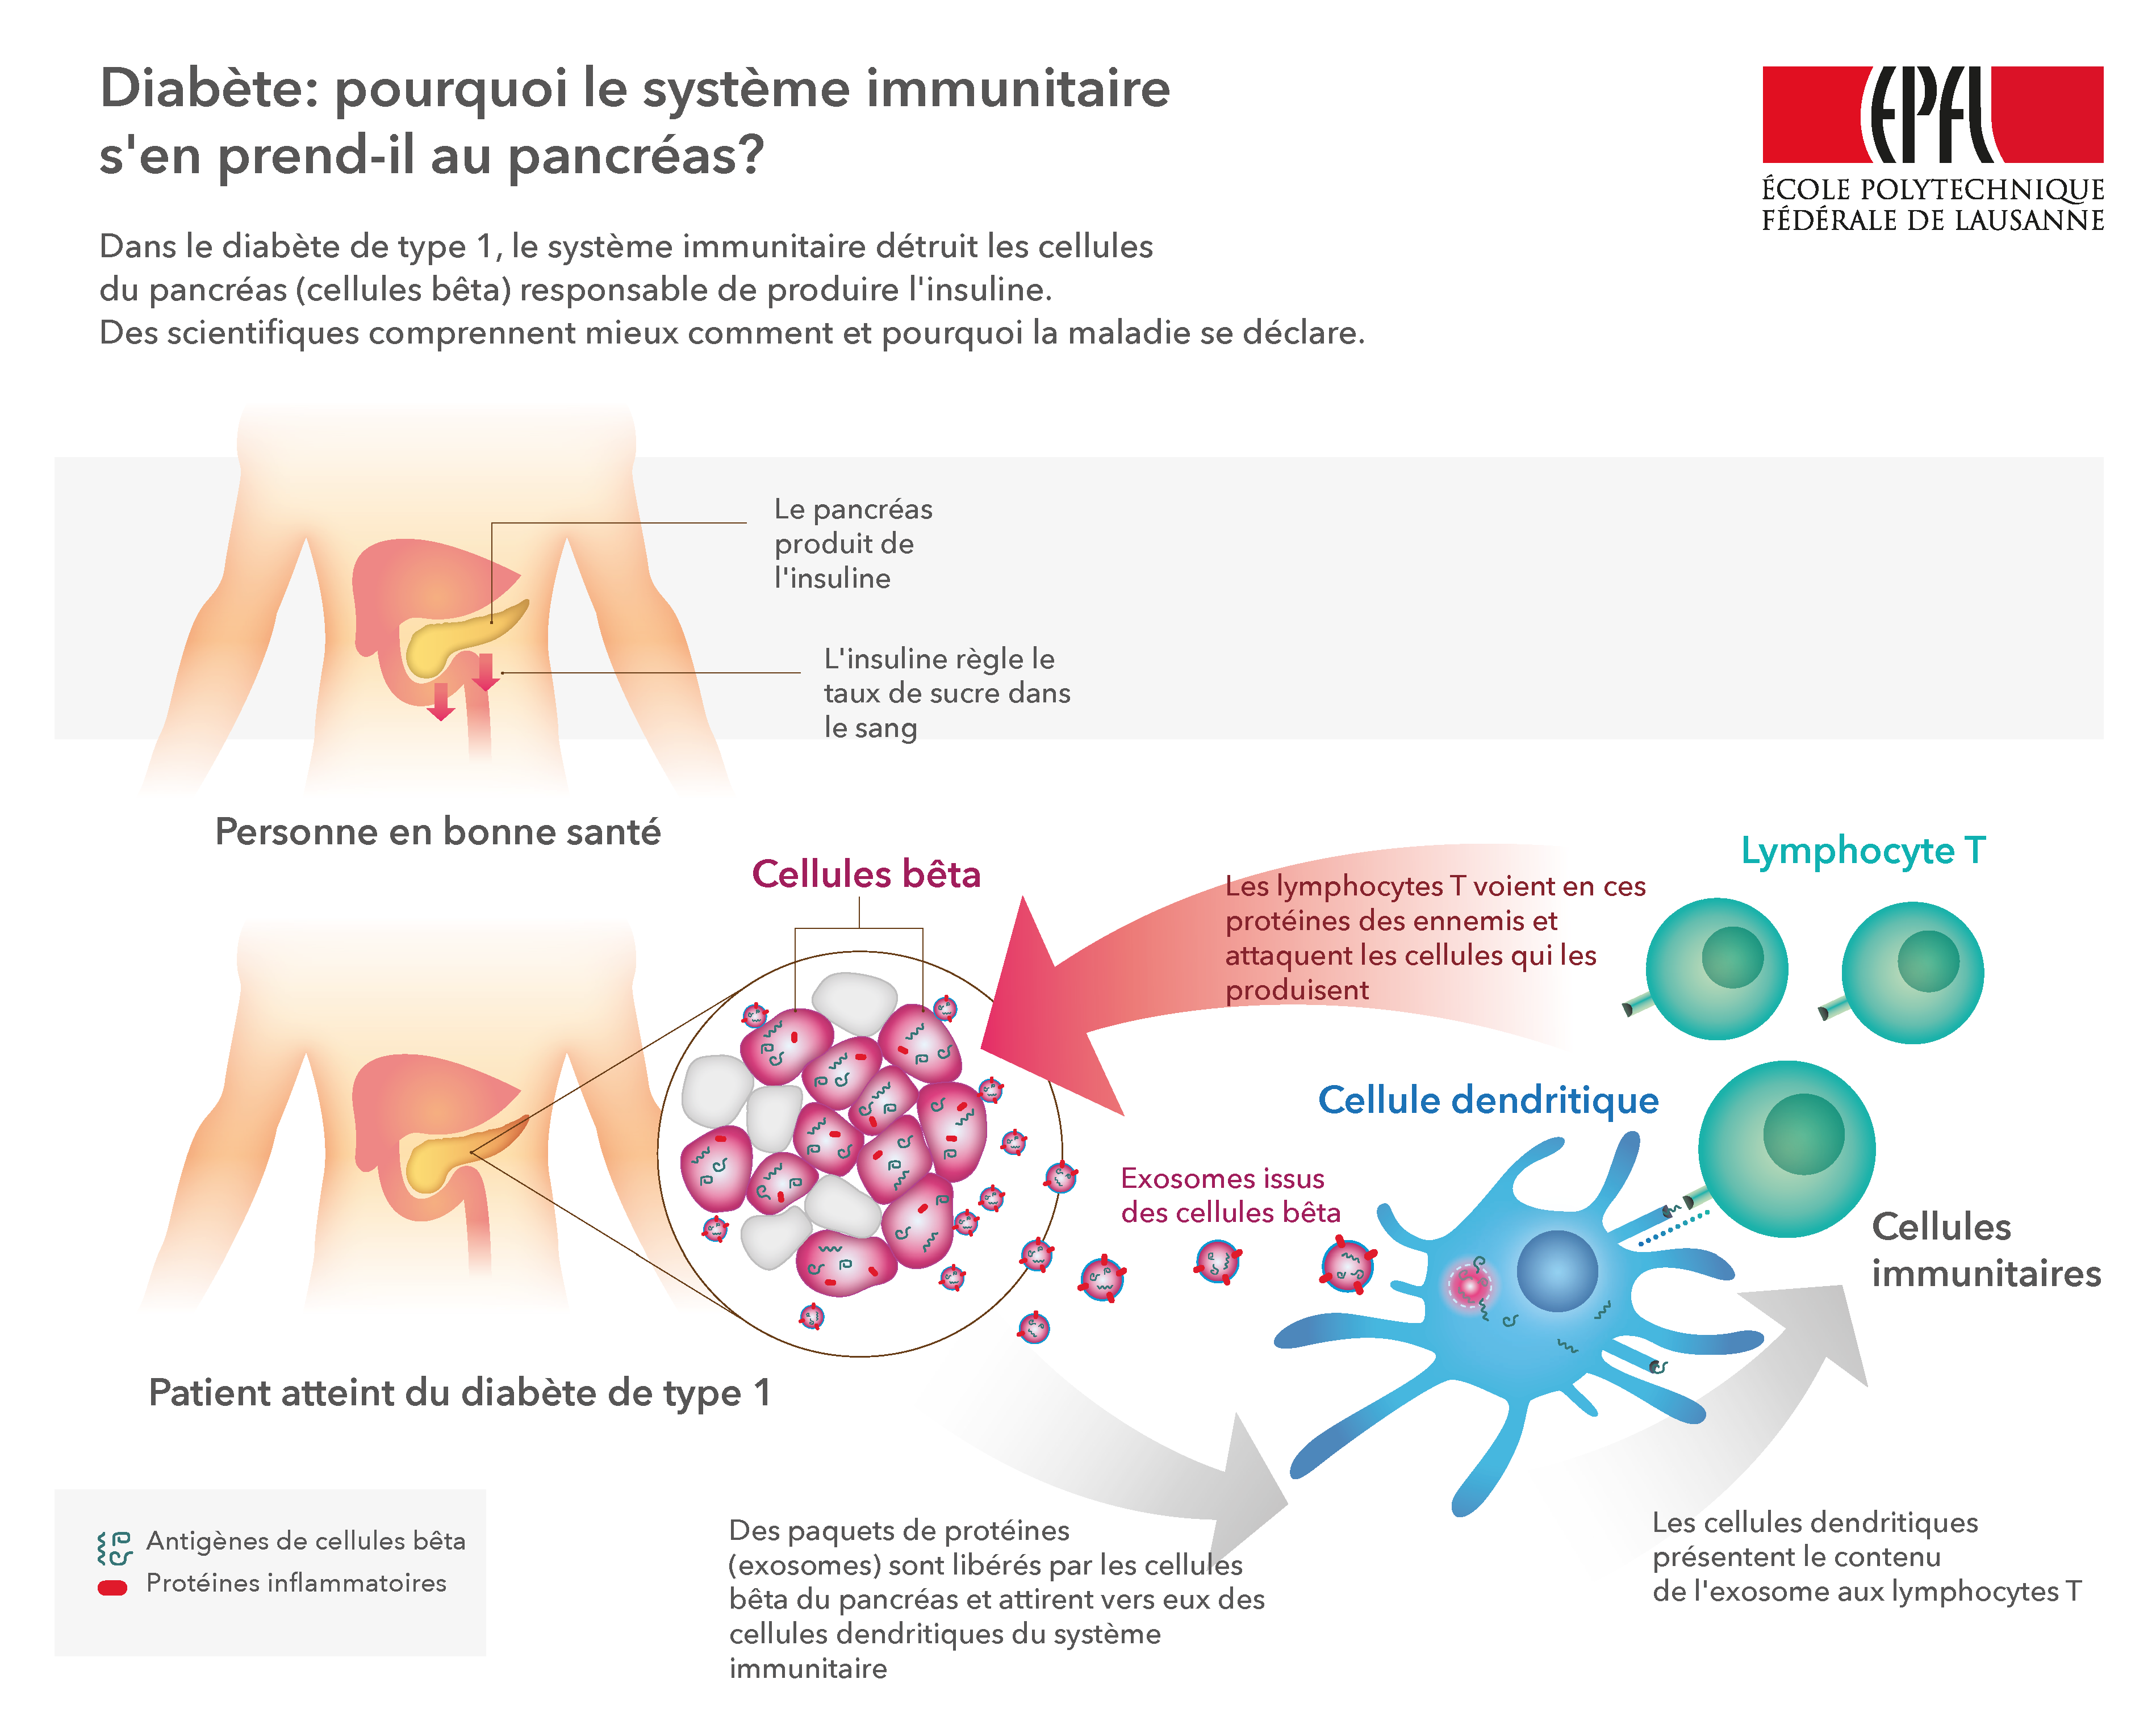 Diabète: pourquoi le système immunitaire
s'en prend-il au pancréas?
EPFL
ÉCOLE POLYTECHNIQUE
FÉDÉRALE DE LAUSANNE
Dans le diabète de type 1, le système immunitaire détruit les cellules
du pancréas (cellules bêta) responsable de produire l'insuline.
Des scientifiques comprennent mieux comment et pourquoi la maladie se déclare.
Le pancréas
produit de
l'insuline
L'insuline règle le
taux de sucre dans
le sang
Personne en bonne santé
Cellules bêta
Les lymphocytes T voient en ces
protéines des ennemis et
attaquent les cellules qui les
produisent
Lymphocyte T
Cellule dendritique
Exosomes issus
des cellules bêta
Cellules
immunitaires
Patient atteint du diabète de type 1
Antigènes de cellules bêta
Protéines inflammatoires
Des paquets de protéines
(exosomes) sont libérés par les cellules
bêta du pancréas et attirent vers eux des
cellules dendritiques du système
immunitaire
Les cellules dendritiques
présentent le contenu
de l'exosome aux lymphocytes T